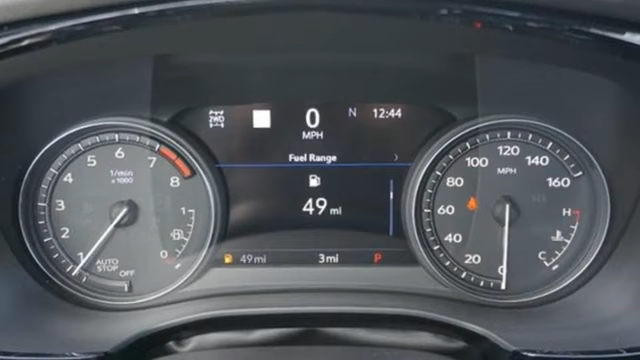 2WD
0
MPH
N
12:44
Fuel Range
49 mi
49 mi
3 mi
P
1/min
x1000
1
2
3
4
5
6
7
8
AUTO
STOP
OFF
1
0
MPH
0
20
40
60
80
100
120
140
160
H
C